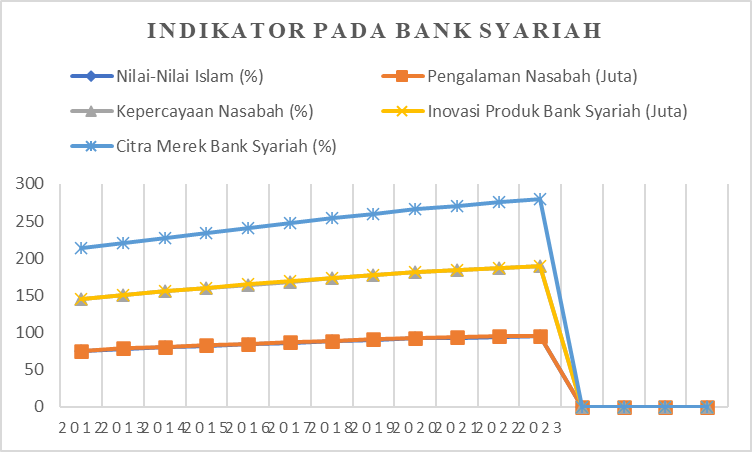 INDIKATOR PADA BANK SYARIAH
Nilai-Nilai Islam (%) Pengalaman Nasabah (Juta)
Kepercayaan Nasabah (%) Inovasi Produk Bank Syariah (Juta)
Citra Merek Bank Syariah (%)
300
250
200
150
100
50
0
2012 2013 2014 2015 2016 2017 2018 2019 2020 2021 2022 2023